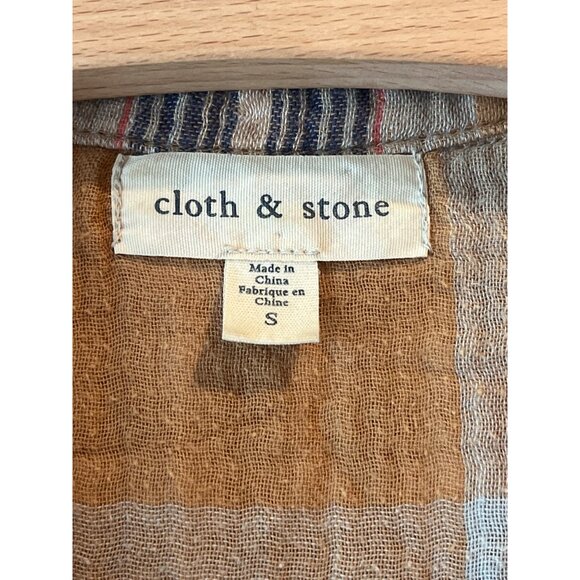 cloth & stone
Made in
China
Fabrique en
Chine
S